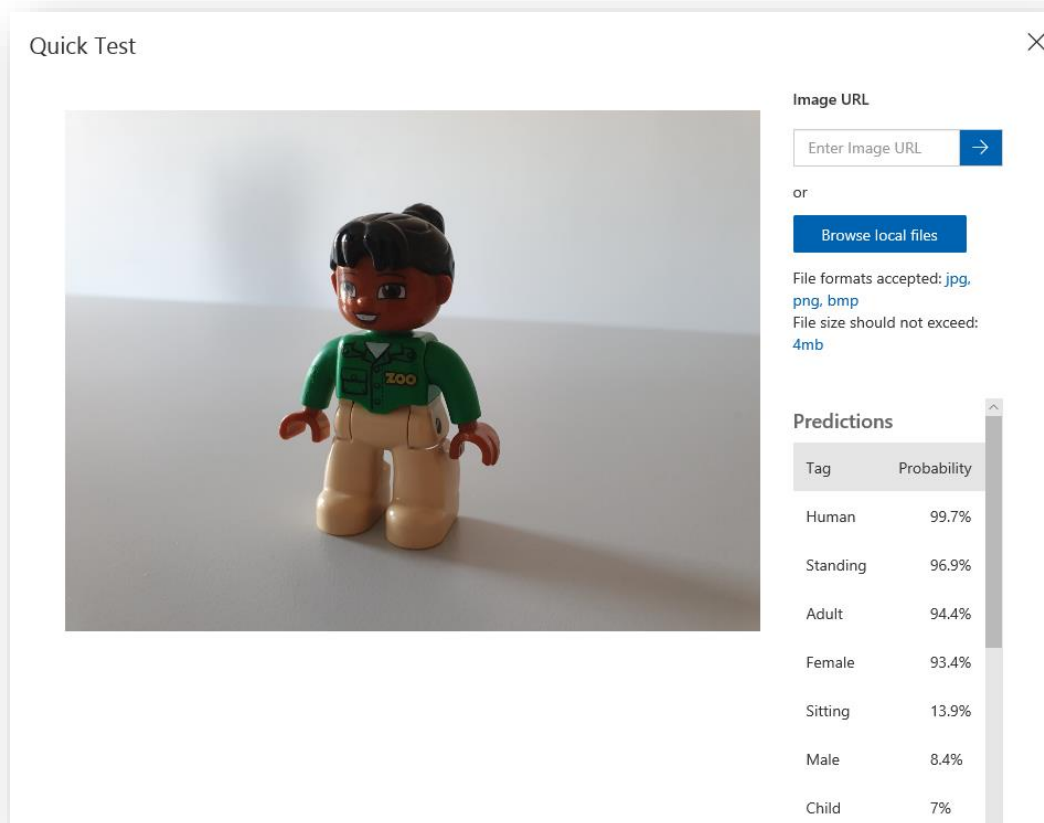 Quick Test
Image URL
Enter Image URL
or
Browse local files
File formats accepted: jpg,
png, bmp
File size should not exceed:
4mb
ZOO
Predictions
Tag Probability
Human 99.7%
Standing 96.9%
Adult 94.4%
Female 93.4%
Sitting 13.9%
Male 8.4%
Child 7%